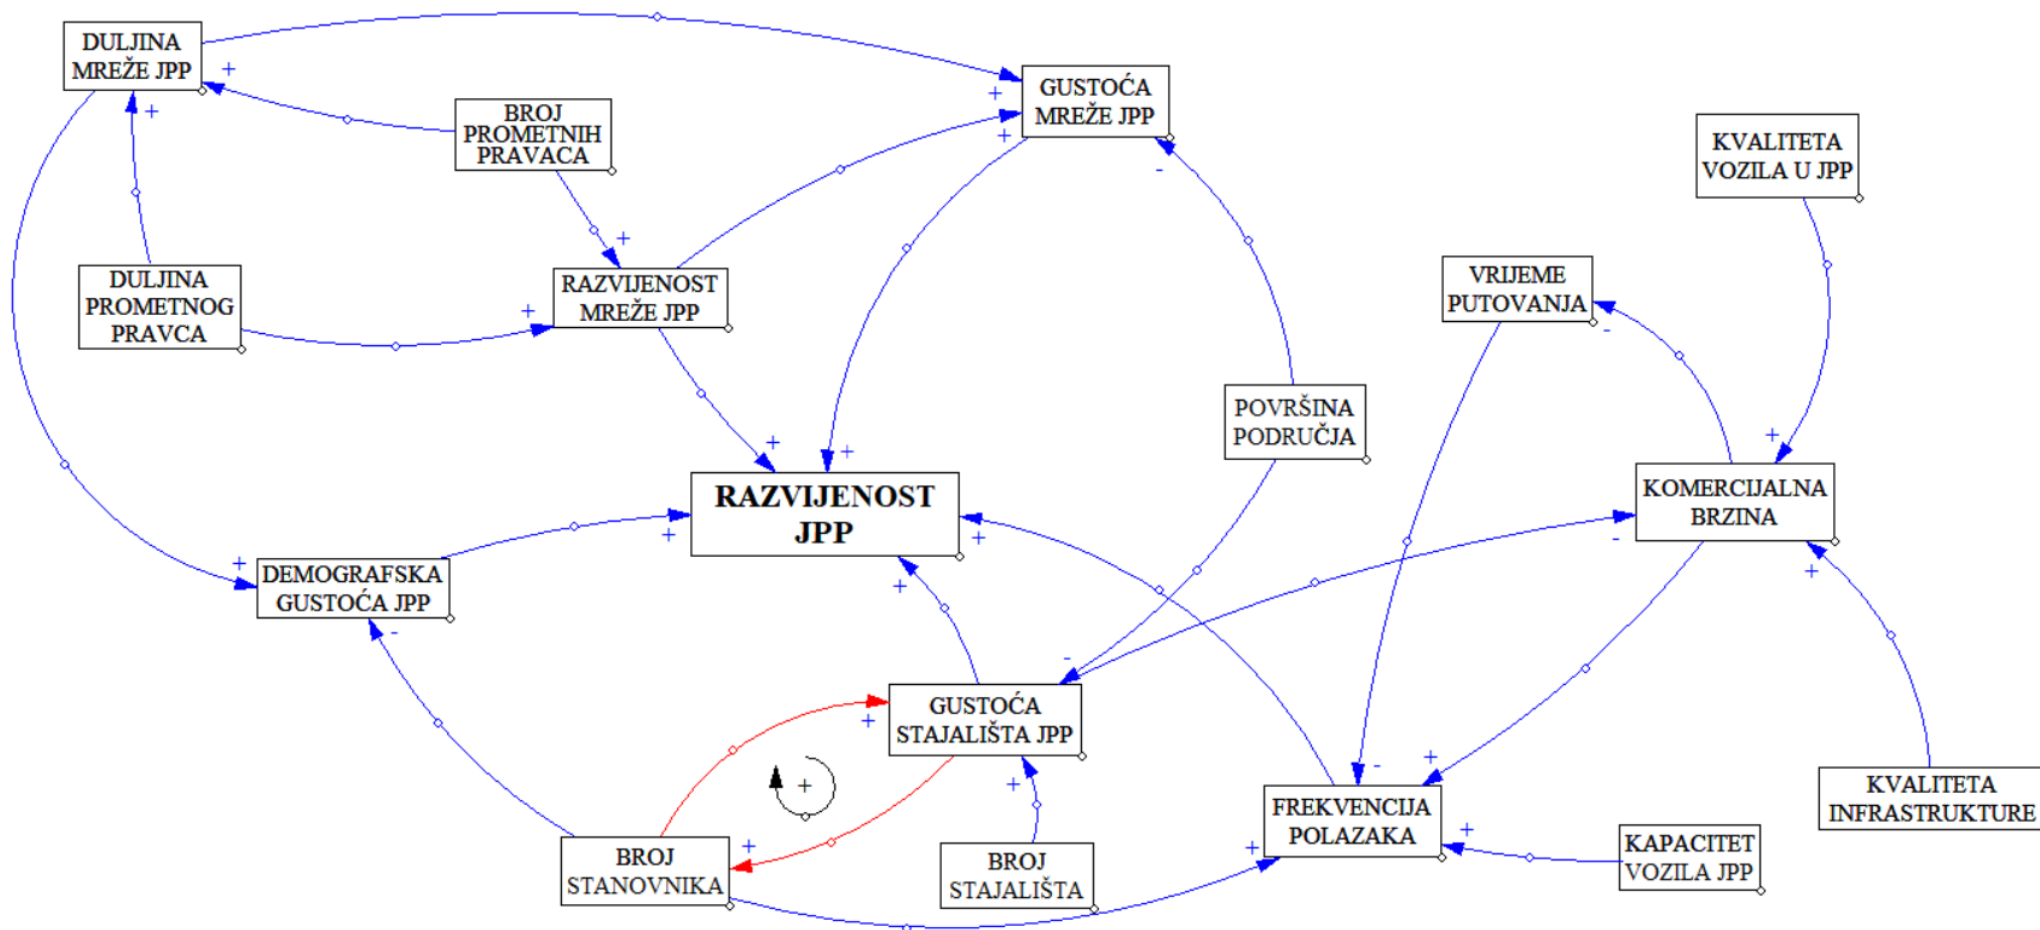 DULJINA
MREŽE JPP
+
BROJ
PROMETNIH
PRAVACA
+
GUSTOĆA
MREŽE JPP
+
+
-
KVALITETA
VOZILA U JPP
DULJINA
PROMETNOG
PRAVCA
+
RAZVIJENOST
MREŽE JPP
+
VRIJEME
PUTOVANJA
-
POVRŠINA
PODRUČJA
+
+
+
RAZVIJENOST
JPP
+
+
+
KOMERCIJALNA
BRZINA
-
+
+
DEMOGRAFSKA
GUSTOĆA JPP
-
-
GUSTOĆA
STAJALIŠTA JPP
+
+
+
BROJ
STANOVNIKA
+
BROJ
STAJALIŠTA
-
+
FREKVENCIJA
POLAZAKA
+
+
KAPACITET
VOZILA JPP
KVALITETA
INFRASTRUKTURE